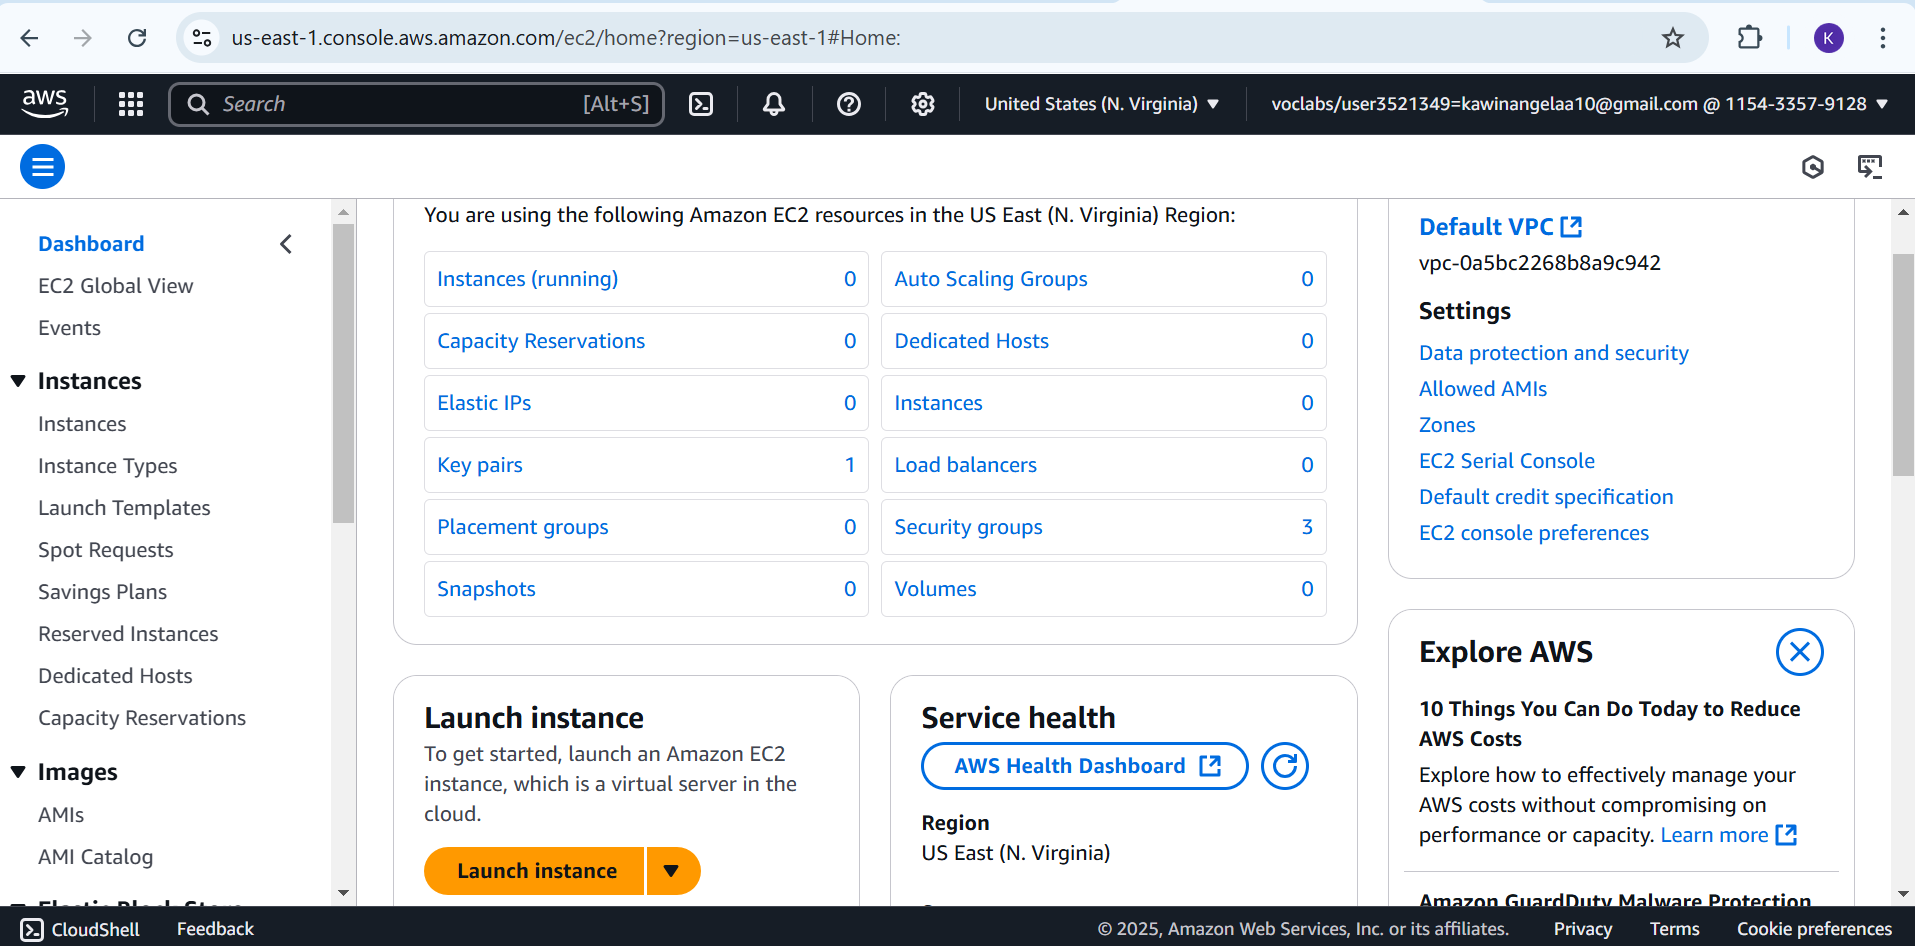 us-east-1.console.aws.amazon.com/ec2/home?region=us-east-1#Home:
K
aws
Search
[Alt+S]
United States (N. Virginia)
voclabs/user3521349=kawinangelaa10@gmail.com @ 1154-3357-9128
Dashboard
EC2 Global View
Events
Instances
Instances
Instance Types
Launch Templates
Spot Requests
Savings Plans
Reserved Instances
Dedicated Hosts
Capacity Reservations
Images
AMIs
AMI Catalog
Elastic Block Store
You are using the following Amazon EC2 resources in the US East (N. Virginia) Region:
Instances (running) 0
Auto Scaling Groups 0
Capacity Reservations 0
Dedicated Hosts 0
Elastic IPs 0
Instances 0
Key pairs 1
Load balancers 0
Placement groups 0
Security groups 3
Snapshots 0
Volumes 0
Launch instance
To get started, launch an Amazon EC2
instance, which is a virtual server in the
cloud.
Launch instance
Service health
AWS Health Dashboard
Region
US East (N. Virginia)
Default VPC
vpc-0a5bc2268b8a9c942
Settings
Data protection and security
Allowed AMIs
Zones
EC2 Serial Console
Default credit specification
EC2 console preferences
Explore AWS
10 Things You Can Do Today to Reduce
AWS Costs
Explore how to effectively manage your
AWS costs without compromising on
performance or capacity. Learn more
Amazon GuardDuty Malware Protection
CloudShell
Feedback
© 2025, Amazon Web Services, Inc. or its affiliates.
Privacy
Terms
Cookie preferences